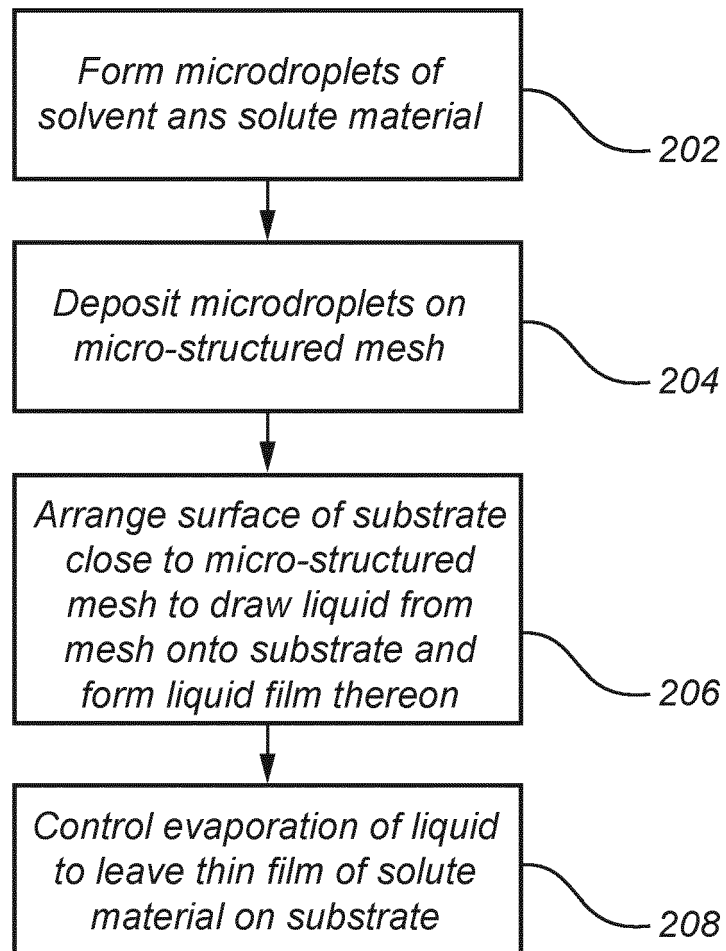 Form microdroplets of
solvent ans solute material
202
Deposit microdroplets on
micro-structured mesh
204
Arrange surface of substrate
close to micro-structured
mesh to draw liquid from
mesh onto substrate and
form liquid film thereon
206
Control evaporation of liquid
to leave thin film of solute
material on substrate
208